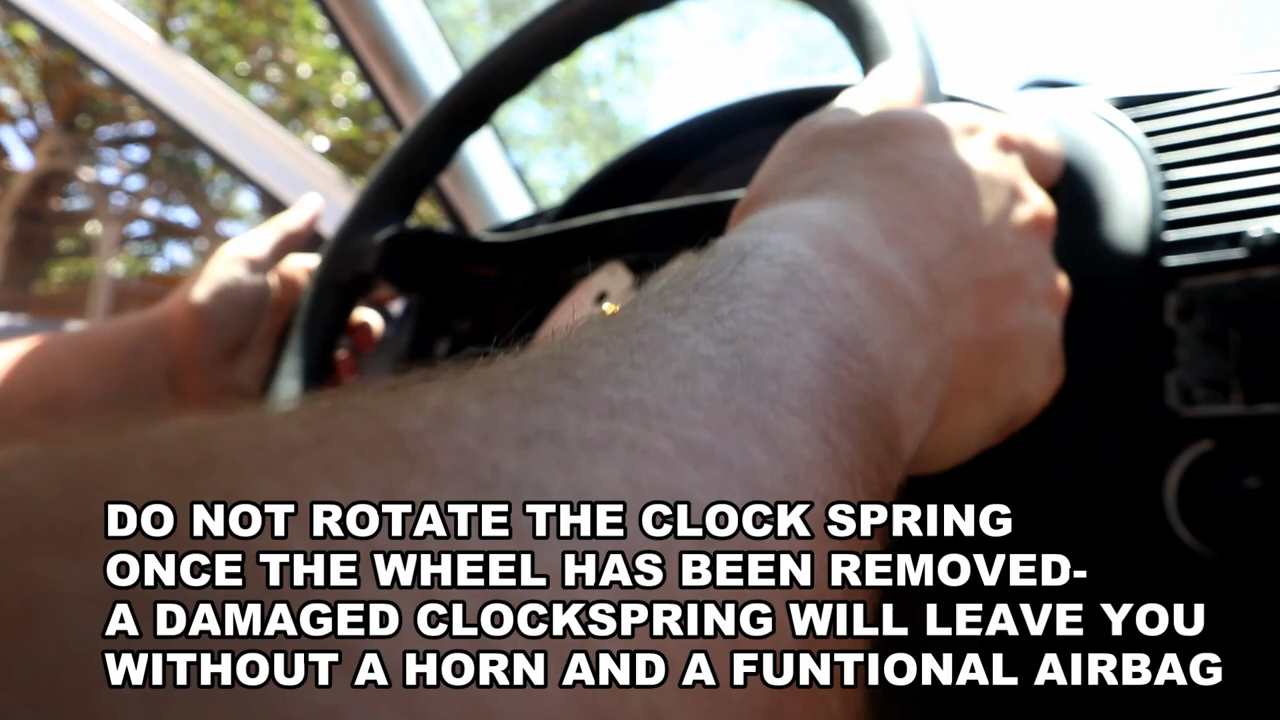 DO NOT ROTATE THE CLOCK SPRING
ONCE THE WHEEL HAS BEEN REMOVED-
A DAMAGED CLOCKSPRING WILL LEAVE YOU
WITHOUT A HORN AND A FUNTIONAL AIRBAG